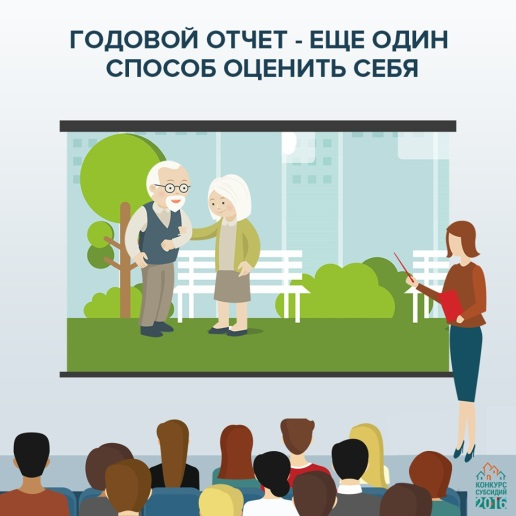 ГОДОВОЙ ОТЧЕТ - ЕЩЕ ОДИН
СПОСОБ ОЦЕНИТЬ СЕБЯ
КОНКУРС
СУБСИДИЙ
2016